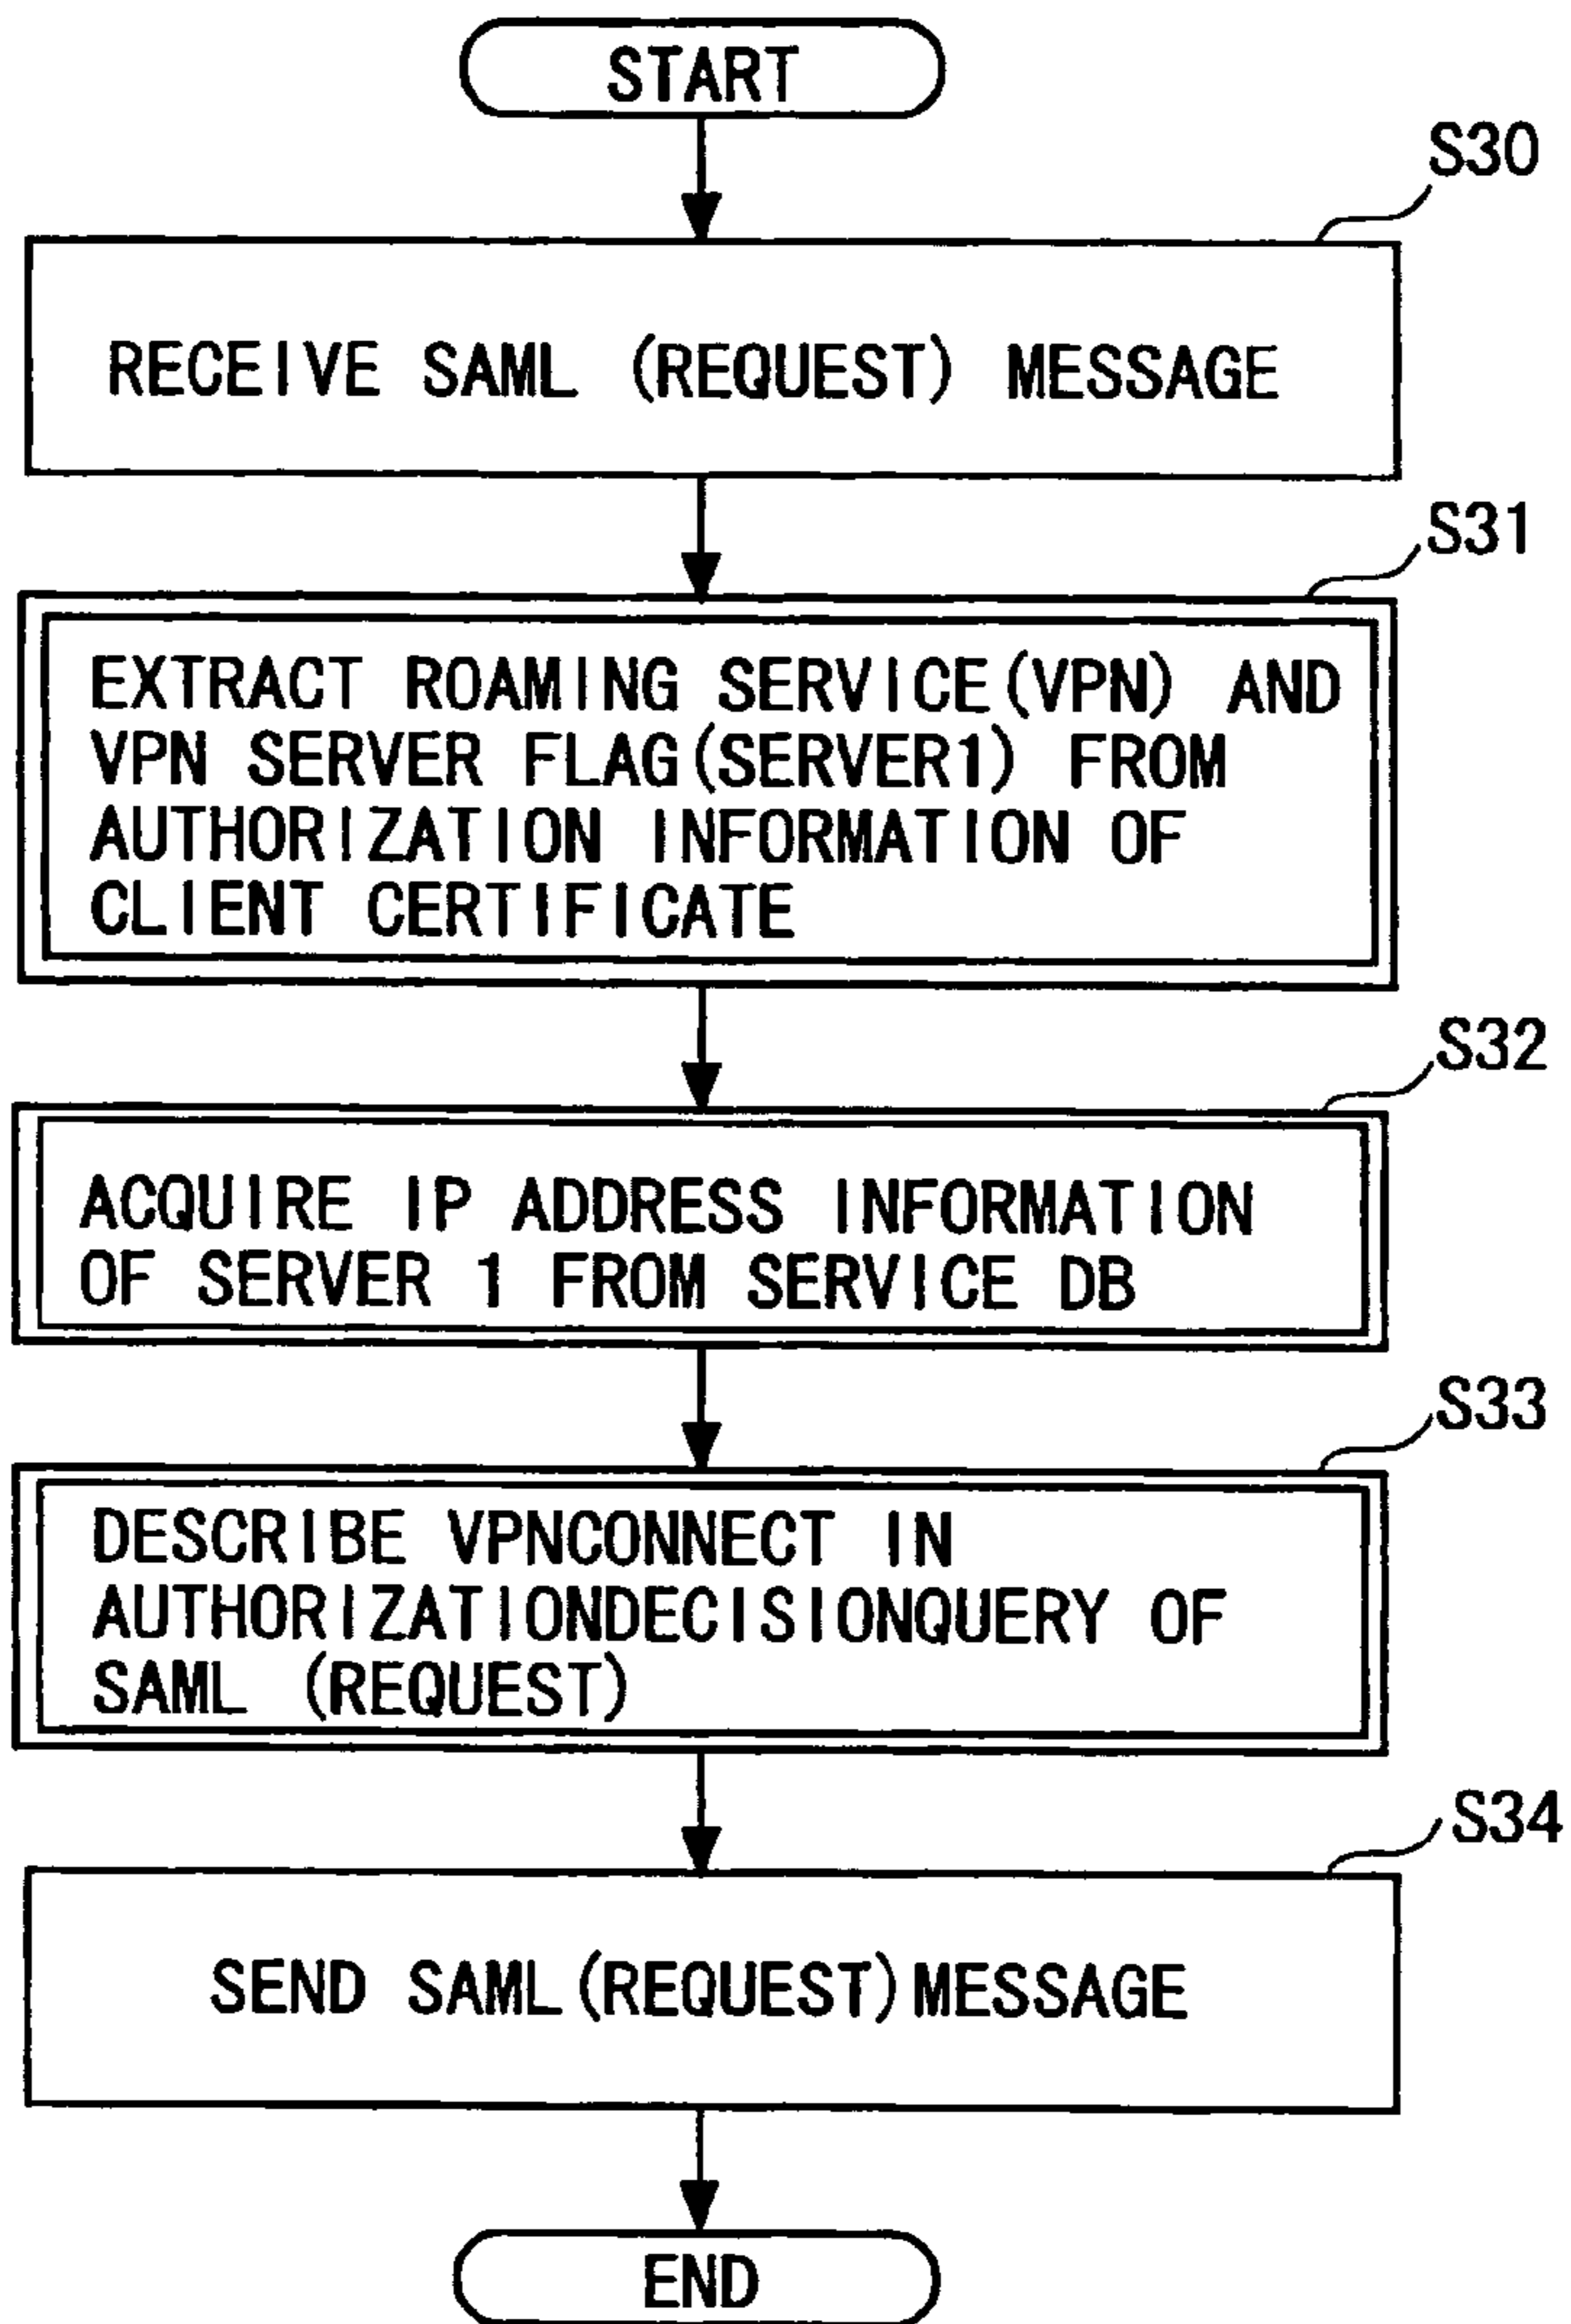 START
S30
RECEIVE SAML (REQUEST) MESSAGE
S31
EXTRACT ROAMING SERVICE(VPN) AND
VPN SERVER FLAG(SERVER1) FROM
AUTHORIZATION INFORMATION OF
CLIENT CERTIFICATE
S32
ACQUIRE IP ADDRESS INFORMATION
OF SERVER 1 FROM SERVICE DB
S33
DESCRIBE VPNCONNECT IN
AUTHORIZATIONDECISIONQUERY OF
SAML (REQUEST)
S34
SEND SAML(REQUEST)MESSAGE
END